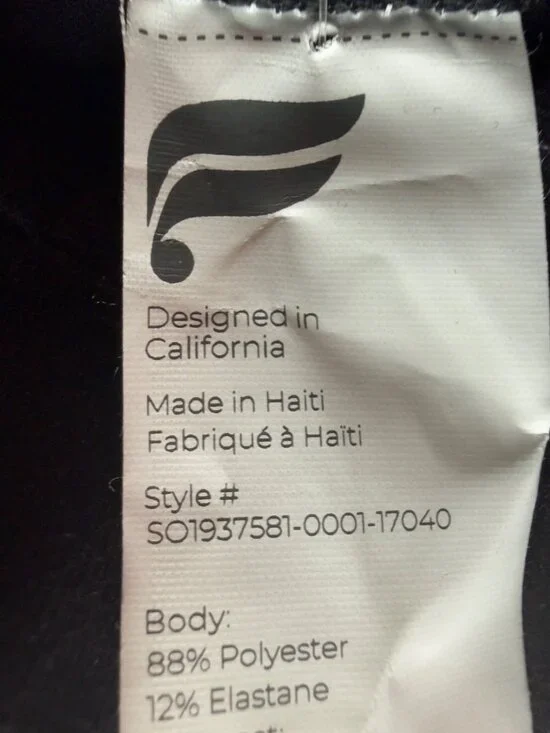 Designed in
California
Made in Haiti
Fabriqué à Haïti
Style #
SO1937581-0001-17040
Body:
88% Polyester
12% Elastane